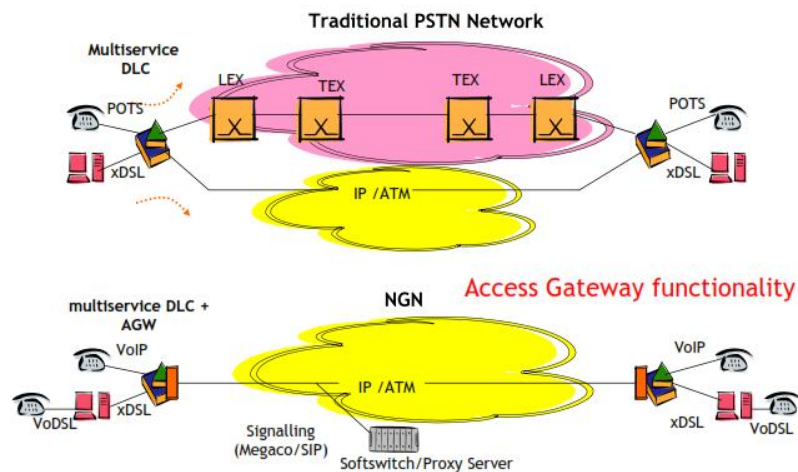 Traditional PSTN Network
Multiservice
DLC
LEX
TEX
TEX
LEX
POTS
POTS
X
X
X
X
xDSL
xDSL
IP /ATM
Access Gateway functionality
NGN
multiservice DLC +
AGW
VoIP
VoIP
IP /ATM
xDSL
xDSL
VoDSL
VoDSL
Signalling
(Megaco/SIP)
Softswitch/Proxy Server